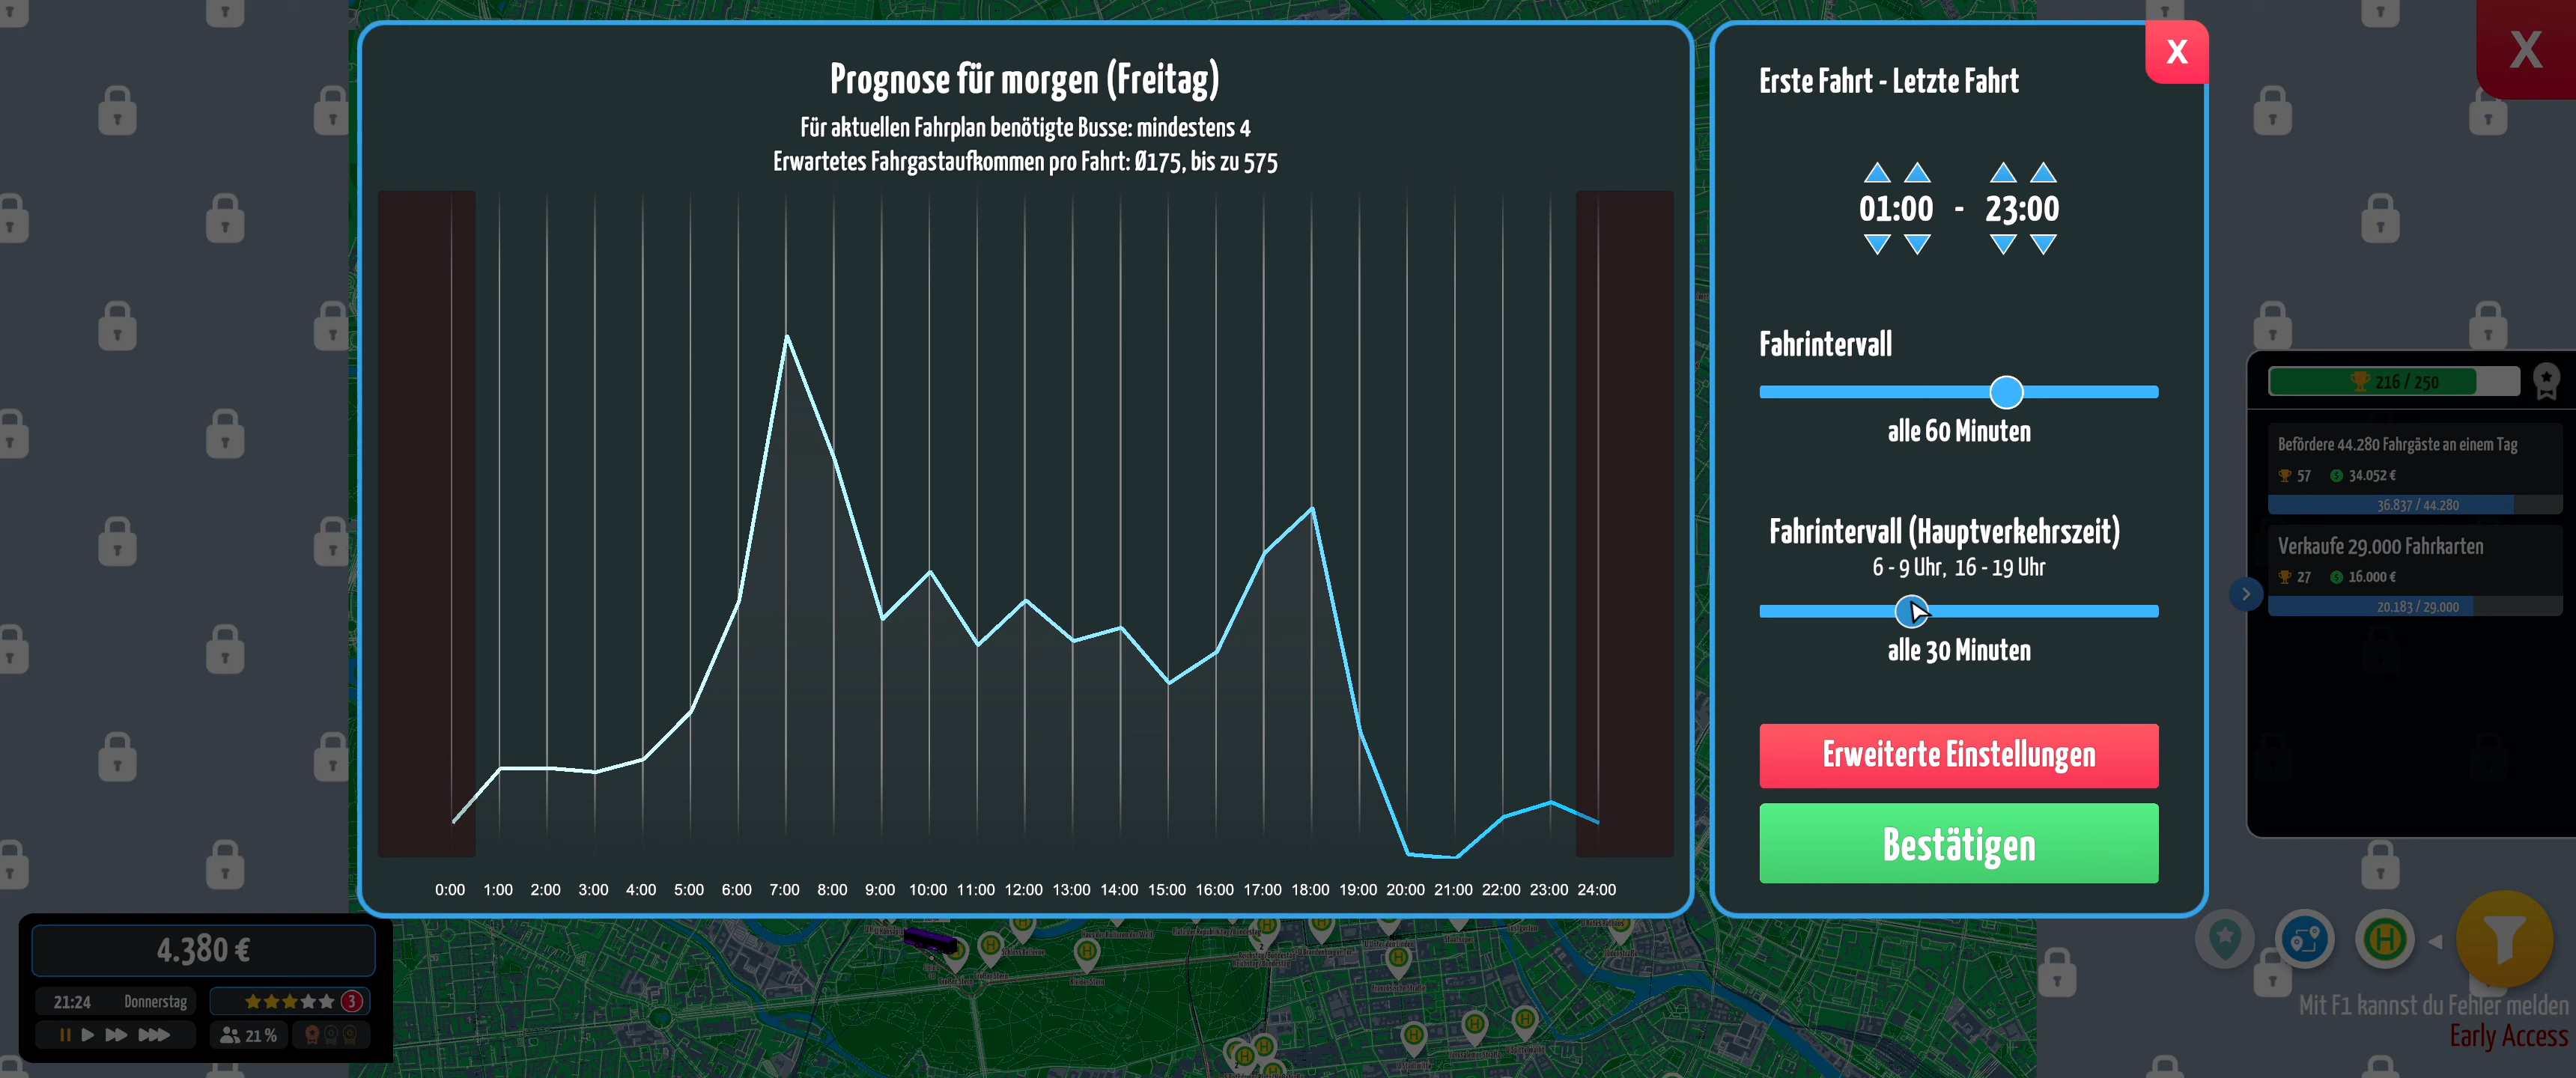 Prognose für morgen (Freitag)
Für aktuellen Fahrplan benötigte Busse: mindestens 4
Erwartetes Fahrgastaufkommen pro Fahrt: Ø175, bis zu 575
0:00 1:00 2:00 3:00 4:00 5:00 6:00 7:00 8:00 9:00 10:00 11:00 12:00 13:00 14:00 15:00 16:00 17:00 18:00 19:00 20:00 21:00 22:00 23:00 24:00
X
Erste Fahrt - Letzte Fahrt
01:00 - 23:00
Fahrintervall
alle 60 Minuten
Fahrintervall (Hauptverkehrszeit)
6 - 9 Uhr, 16 - 19 Uhr
alle 30 Minuten
Erweiterte Einstellungen
Bestätigen
X
216 / 250
Befördere 44.280 Fahrgäste an einem Tag
57 34.052 €
36.837 / 44.280
Verkaufe 29.000 Fahrkarten
27 16.000 €
20.183 / 29.000
4.380 €
21:24 Donnerstag
3
21 %
Mit F1 kannst du Fehler melden
Early Access